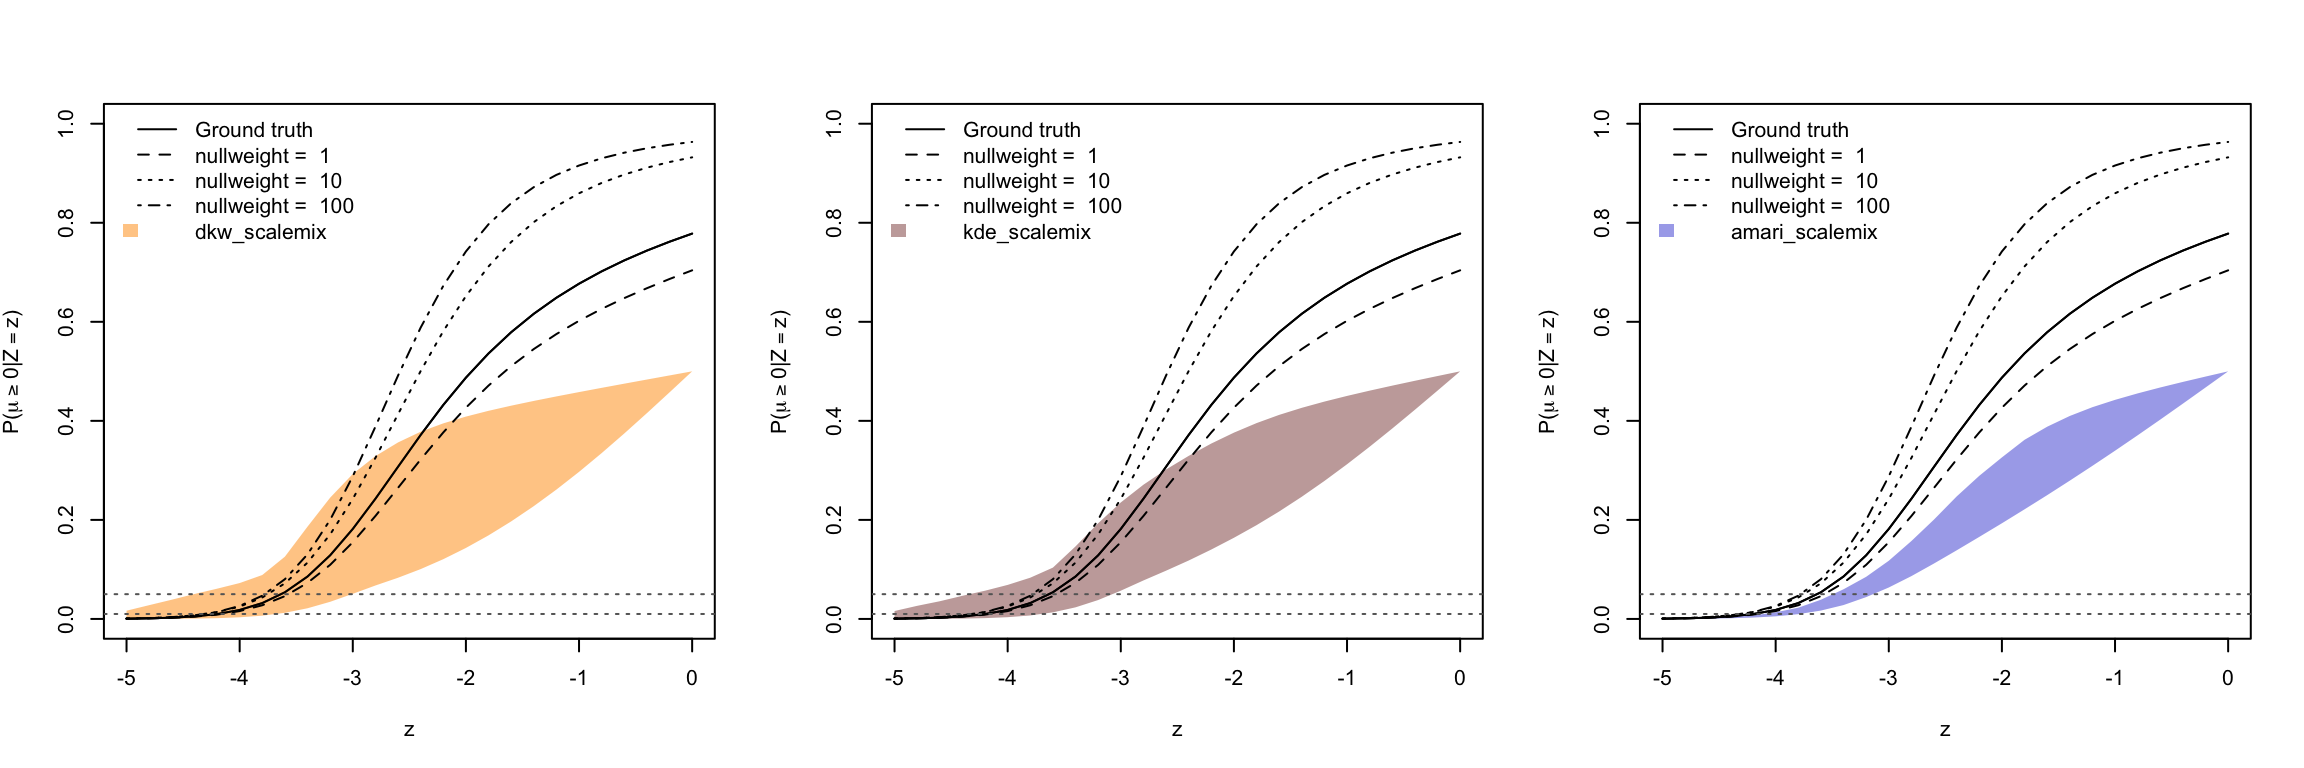 P(μ ≥ 0|Z = z)
1.0
0.8
0.6
0.4
0.2
0.0
Ground truth
nullweight = 1
nullweight = 10
nullweight = 100
dkw_scalemix
-5 -4 -3 -2 -1 0
z
P(μ ≥ 0|Z = z)
1.0
0.8
0.6
0.4
0.2
0.0
Ground truth
nullweight = 1
nullweight = 10
nullweight = 100
kde_scalemix
-5 -4 -3 -2 -1 0
z
P(μ ≥ 0|Z = z)
1.0
0.8
0.6
0.4
0.2
0.0
Ground truth
nullweight = 1
nullweight = 10
nullweight = 100
amari_scalemix
-5 -4 -3 -2 -1 0
z